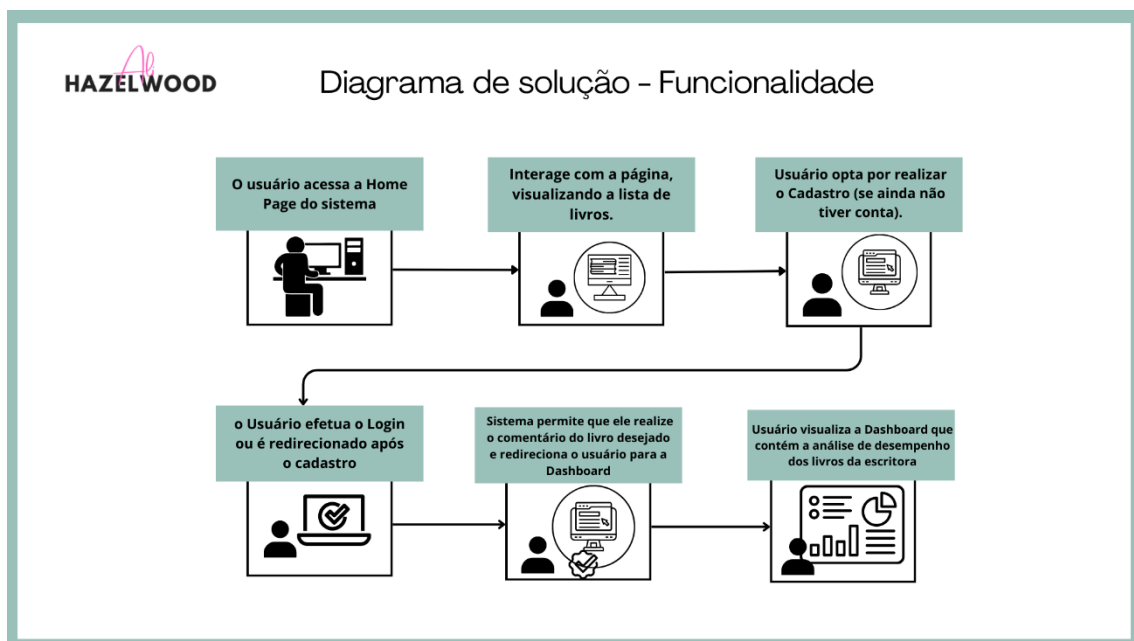 Ali
HAZELWOOD
Diagrama de solução - Funcionalidade
O usuário acessa a Home
Page do sistema
Interage com a página,
visualizando a lista de
livros.
Usuário opta por realizar
o Cadastro (se ainda não
tiver conta).
o Usuário efetua o Login
ou é redirecionado após
o cadastro
Sistema permite que ele realize
o comentário do livro desejado
e redireciona o usuário para a
Dashboard
Usuário visualiza a Dashboard que
contém a análise de desempenho
dos livros da escritora